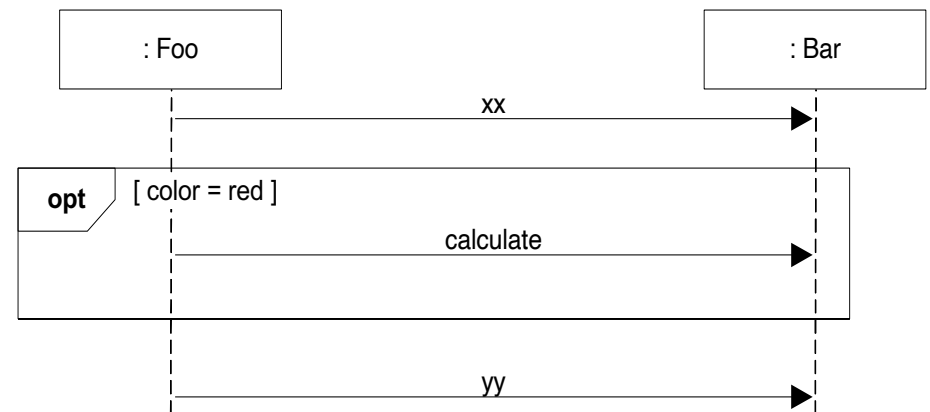 : Foo
: Bar
xx
opt
[ color = red ]
calculate
yy